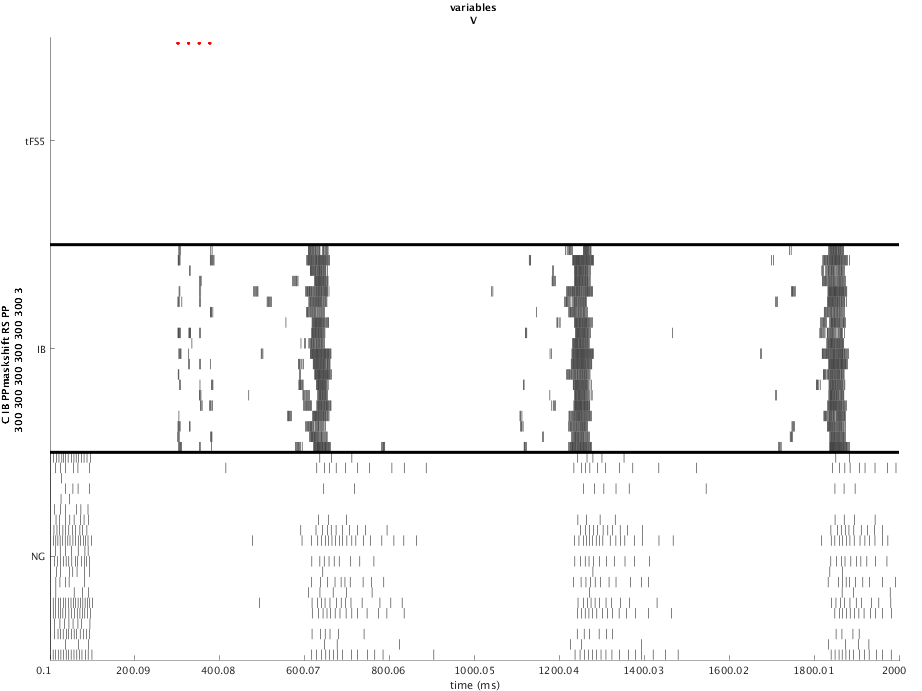 variables
V
tFS5
C IB PPmaskshift RS PP
300 300 300 300 300 300 3
IB
NG
0.1 200.09 400.08 600.07 800.06 1000.05 1200.04 1400.03 1600.02 1800.01 2000
time (ms)